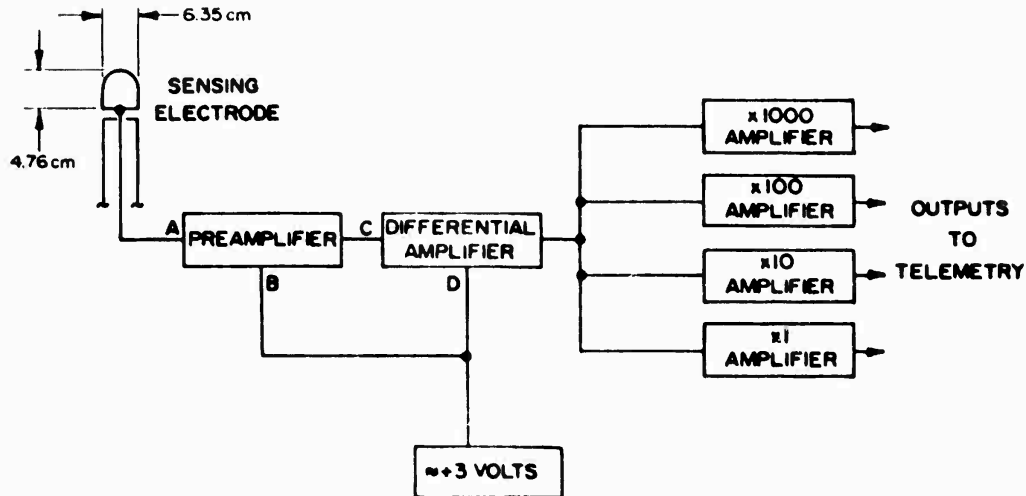 6.35 cm
SENSING
ELECTRODE
4.76 cm
A
PREAMPLIFIER
B
C
DIFFERENTIAL
AMPLIFIER
D
x1000
AMPLIFIER
x100
AMPLIFIER
x10
AMPLIFIER
x1
AMPLIFIER
OUTPUTS
TO
TELEMETRY
≈+3 VOLTS